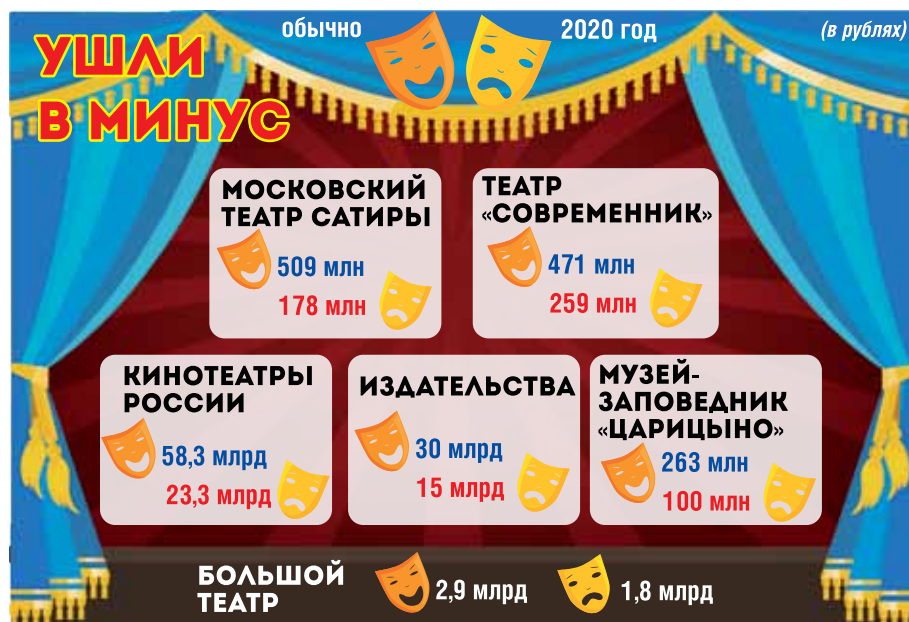 УШЛИ
В МИНУС
обычно
2020 год
(в рублях)
МОСКОВСКИЙ
ТЕАТР САТИРЫ
509 млн
178 млн
ТЕАТР
«СОВРЕМЕННИК»
471 млн
259 млн
КИНОТЕАТРЫ
РОССИИ
58,3 млрд
23,3 млрд
ИЗДАТЕЛЬСТВА
30 млрд
15 млрд
МУЗЕЙ-
ЗАПОВЕДНИК
«ЦАРИЦЫНО»
263 млн
100 млн
БОЛЬШОЙ
ТЕАТР
2,9 млрд
1,8 млрд